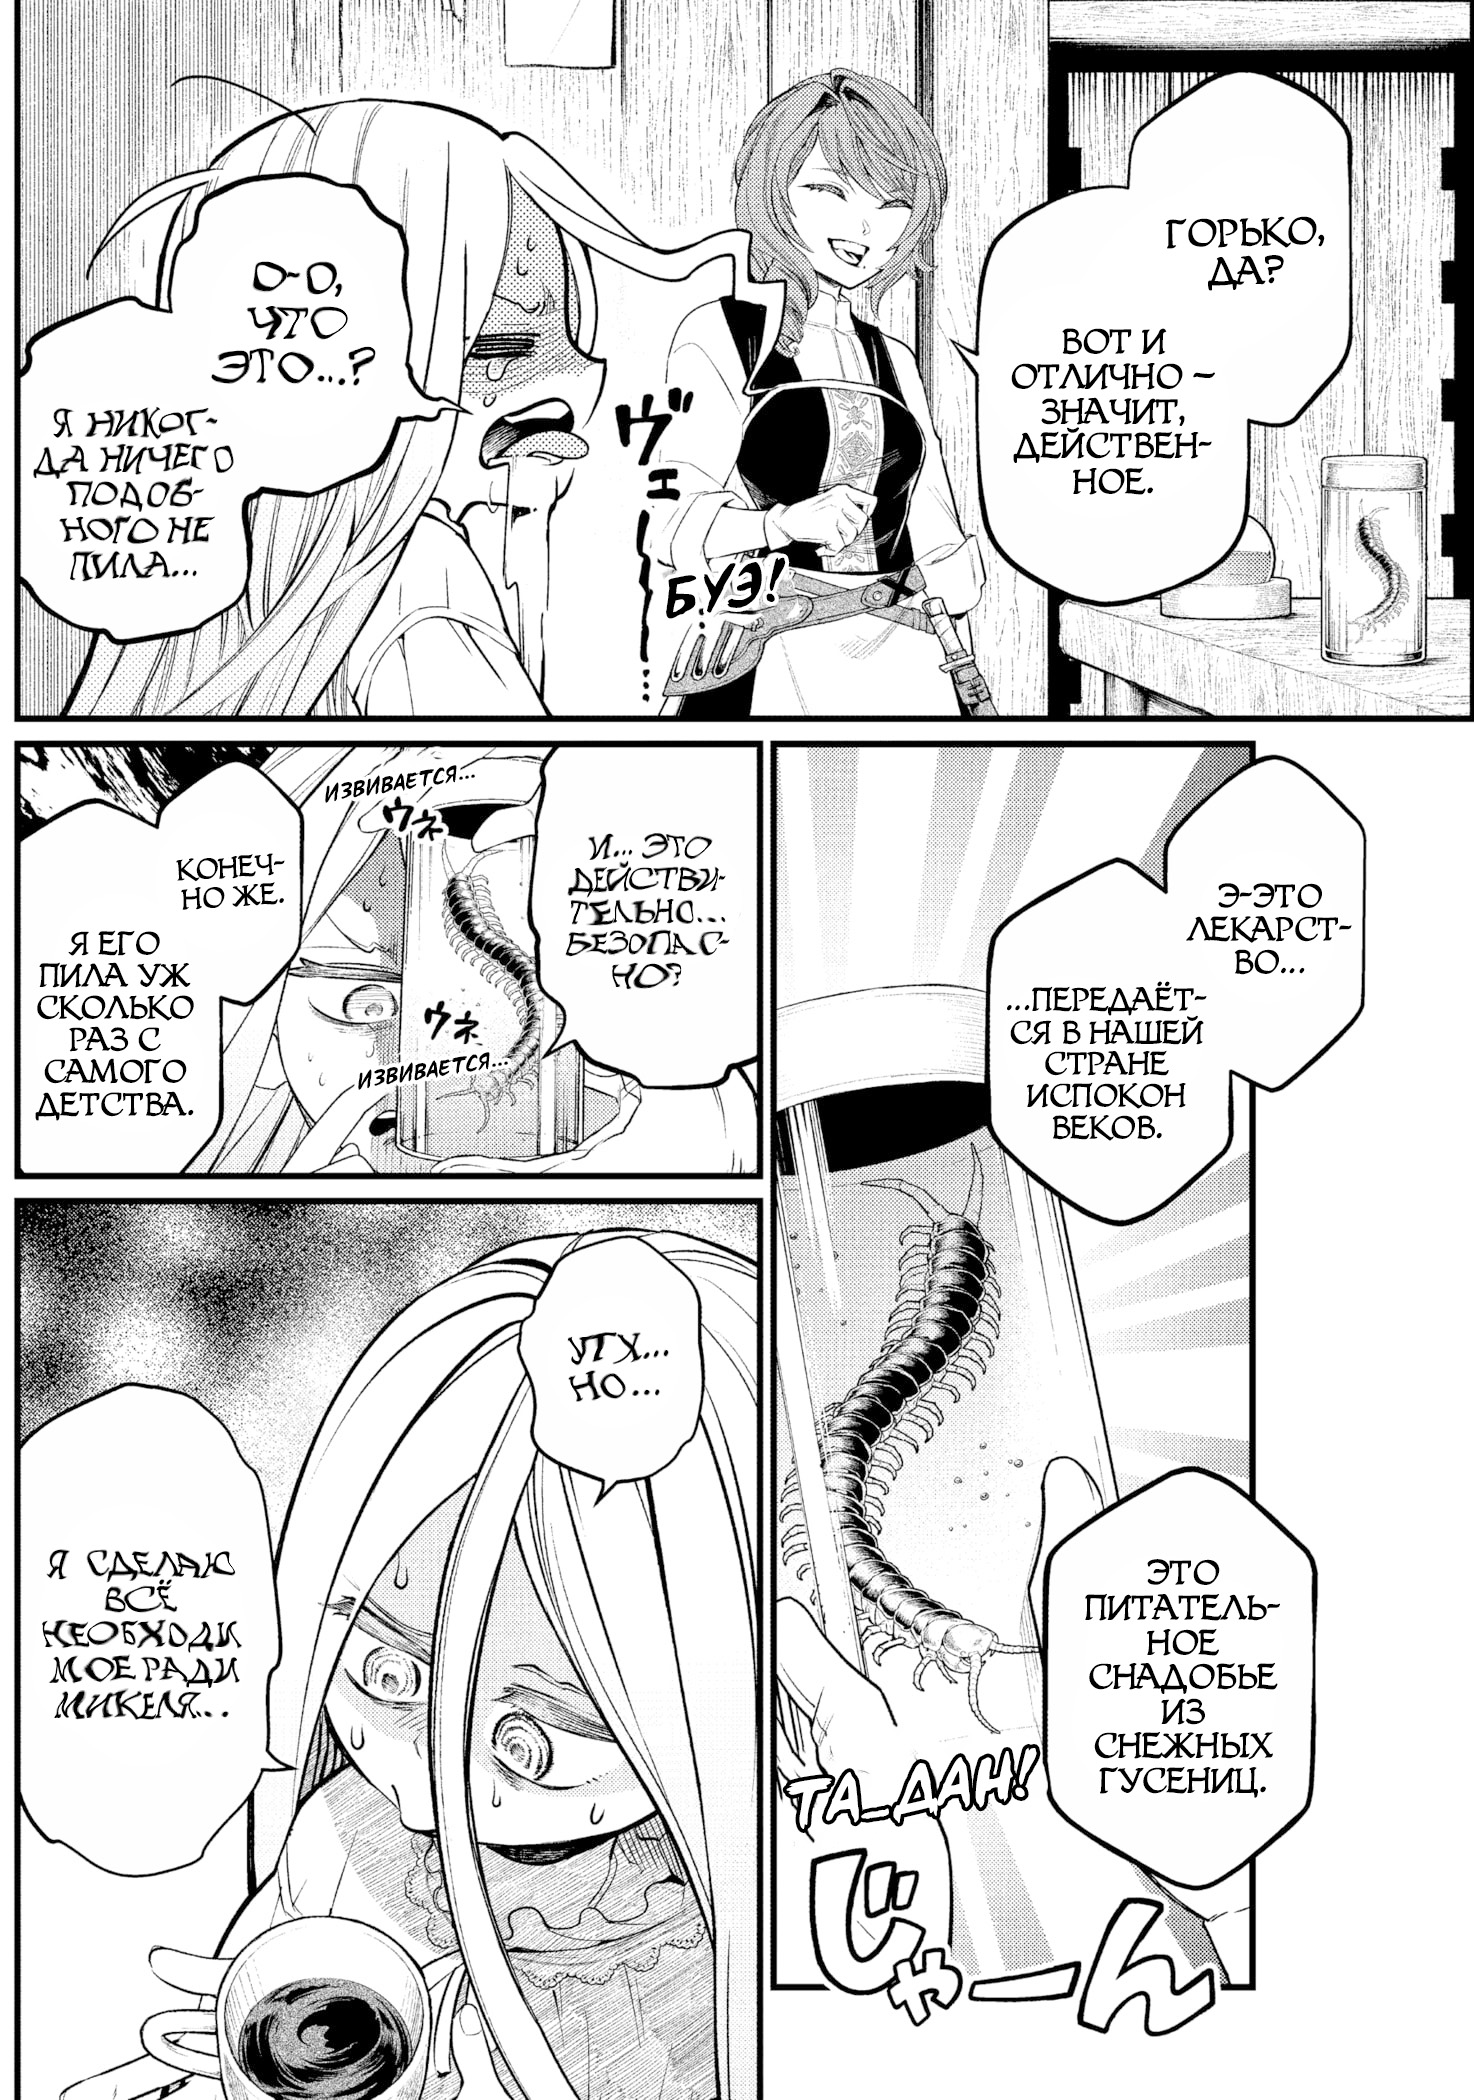 ГОРЬКО,
ДА?
ВОТ И
ОТЛИЧНО –
ЗНАЧИТ,
ДЕЙСТВЕН-
НОЕ.
О-О,
ЧТО
ЭТО...?
Я НИКОГ-
ДА НИЧЕГО
ПОДОБ-
НОГО НЕ
ПИЛА...
ヴェ...
БУЭ!
Э-ЭТО
ЛЕКАРСТ-
ВО...
...ПЕРЕДАЁТ-
СЯ В НАШЕЙ
СТРАНЕ
ИСПОКОН
ВЕКОВ.
ЭТО
ПИТАТЕЛЬ-
НОЕ
СНАДОБЬЕ
ИЗ
СНЕЖНЫХ
ГУСЕНИЦ.
ТА-ДАН!
じゃーん
И... ЭТО
ДЕЙСТВИ-
ТЕЛЬНО...
БЕЗОПАС-
НО?
ИЗВИВАЕТСЯ...
ウネ
ウネ
ИЗВИВАЕТСЯ...
КОНЕЧ-
НО ЖЕ.
Я ЕГО
ПИЛА УЖ
СКОЛЬКО
РАЗ С
САМОГО
ДЕТСТВА.
УГХ...
НО...
Я СДЕЛАЮ
ВСЁ
НЕОБХОДИ
МОЕ РАДИ
МИКЕЛЯ...